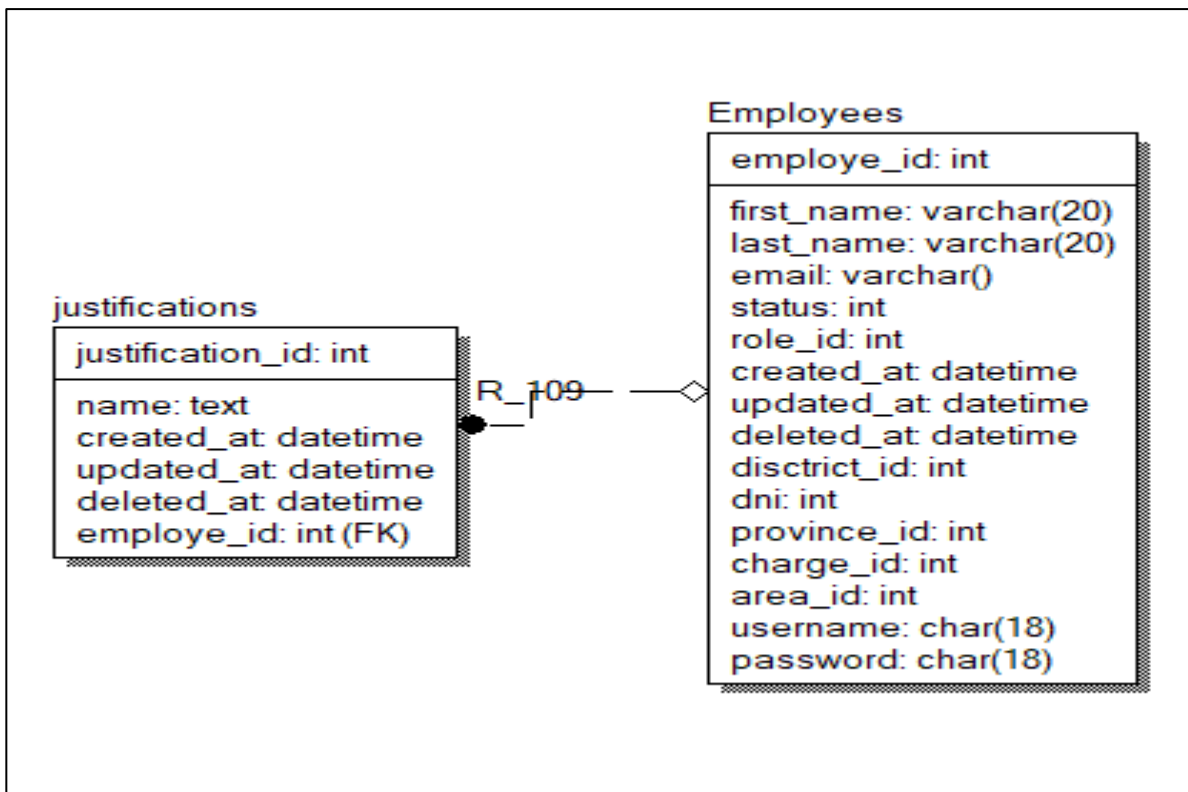 Employees
employe_id: int
first_name: varchar(20)
last_name: varchar(20)
email: varchar()
status: int
role_id: int
created_at: datetime
updated_at: datetime
deleted_at: datetime
disctrict_id: int
dni: int
province_id: int
charge_id: int
area_id: int
username: char(18)
password: char(18)
justifications
justification_id: int
name: text
created_at: datetime
updated_at: datetime
deleted_at: datetime
employe_id: int (FK)
R_109